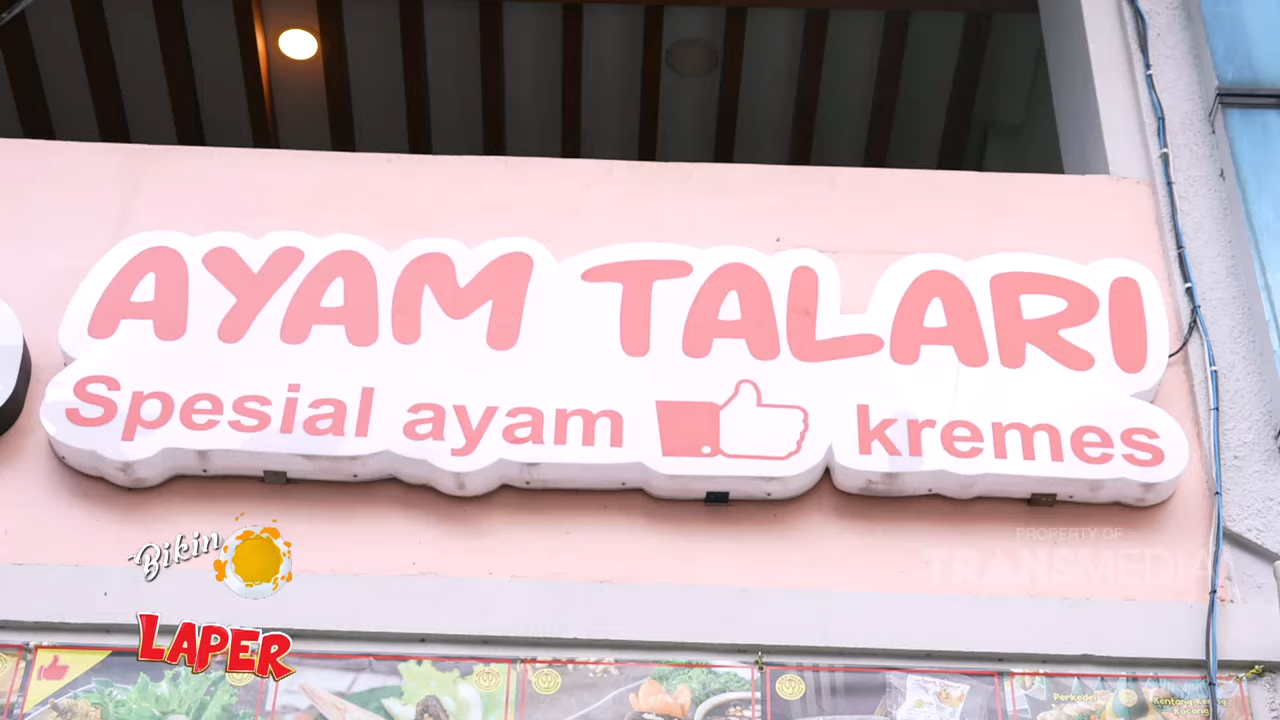 AYAM TALARI
Spesial ayam kremes
PROPERTY OF
TRANSMEDIA
Bikin
LAPER
Perkedel
Kentang Kering
Kacang